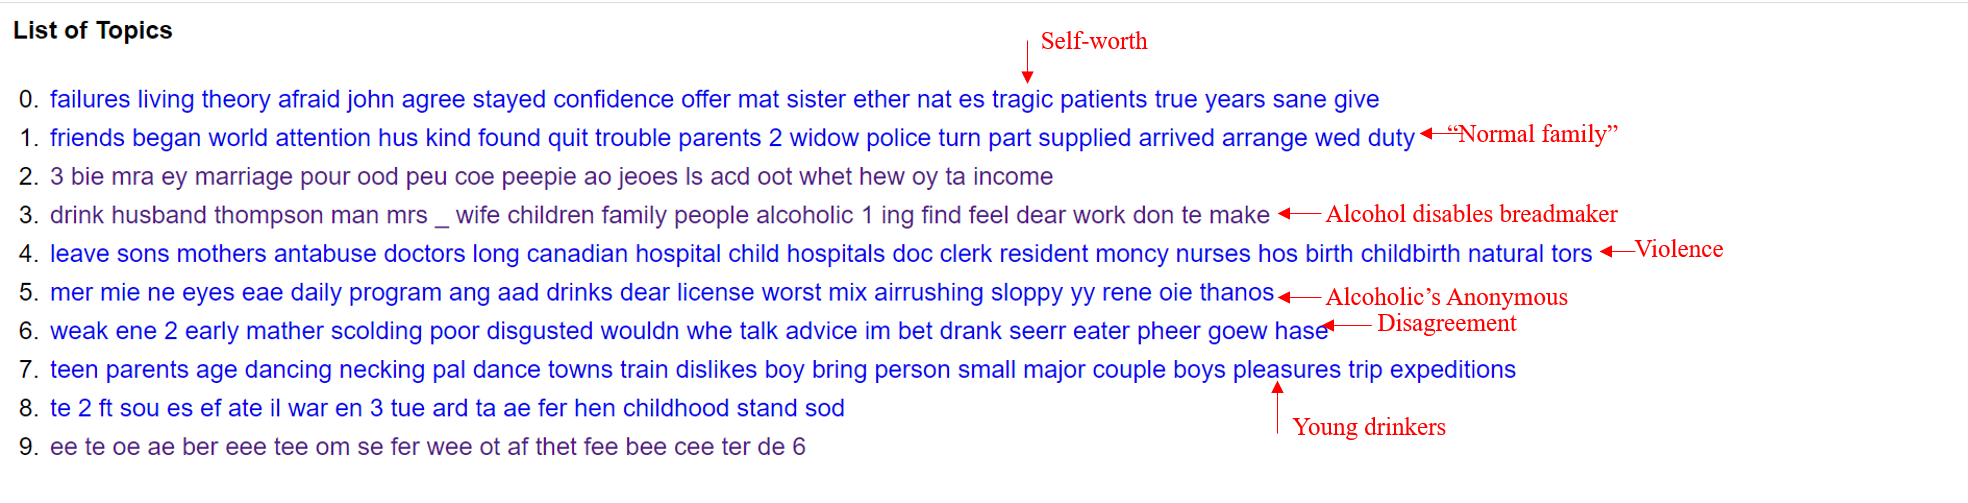 List of Topics
Self-worth
0. failures living theory afraid john agree stayed confidence offer mat sister ether nat es tragic patients true years sane give
1. friends began world attention hus kind found quit trouble parents 2 widow police turn part supplied arrived arrange wed duty
“Normal family”
2. 3 bie mra ey marriage pour ood peu coe peepie ao jeoes ls acd oot whet hew oy ta income
3. drink husband thompson man mrs _ wife children family people alcoholic 1 ing find feel dear work don te make
Alcohol disables breadmaker
4. leave sons mothers antabuse doctors long canadian hospital child hospitals doc clerk resident moncy nurses hos birth childbirth natural tors
Violence
5. mer mie ne eyes eae daily program ang aad drinks dear license worst mix airrushing sloppy yy rene oie thanos
Alcoholic’s Anonymous
6. weak ene 2 early mather scolding poor disgusted wouldn whe talk advice im bet drank seerr eater pheer goew hase
Disagreement
7. teen parents age dancing necking pal dance towns train dislikes boy bring person small major couple boys pleasures trip expeditions
8. te 2 ft sou es ef ate il war en 3 tue ard ta ae fer hen childhood stand sod
Young drinkers
9. ee te oe ae ber eee tee om se fer wee ot af thet fee bee cee ter de 6